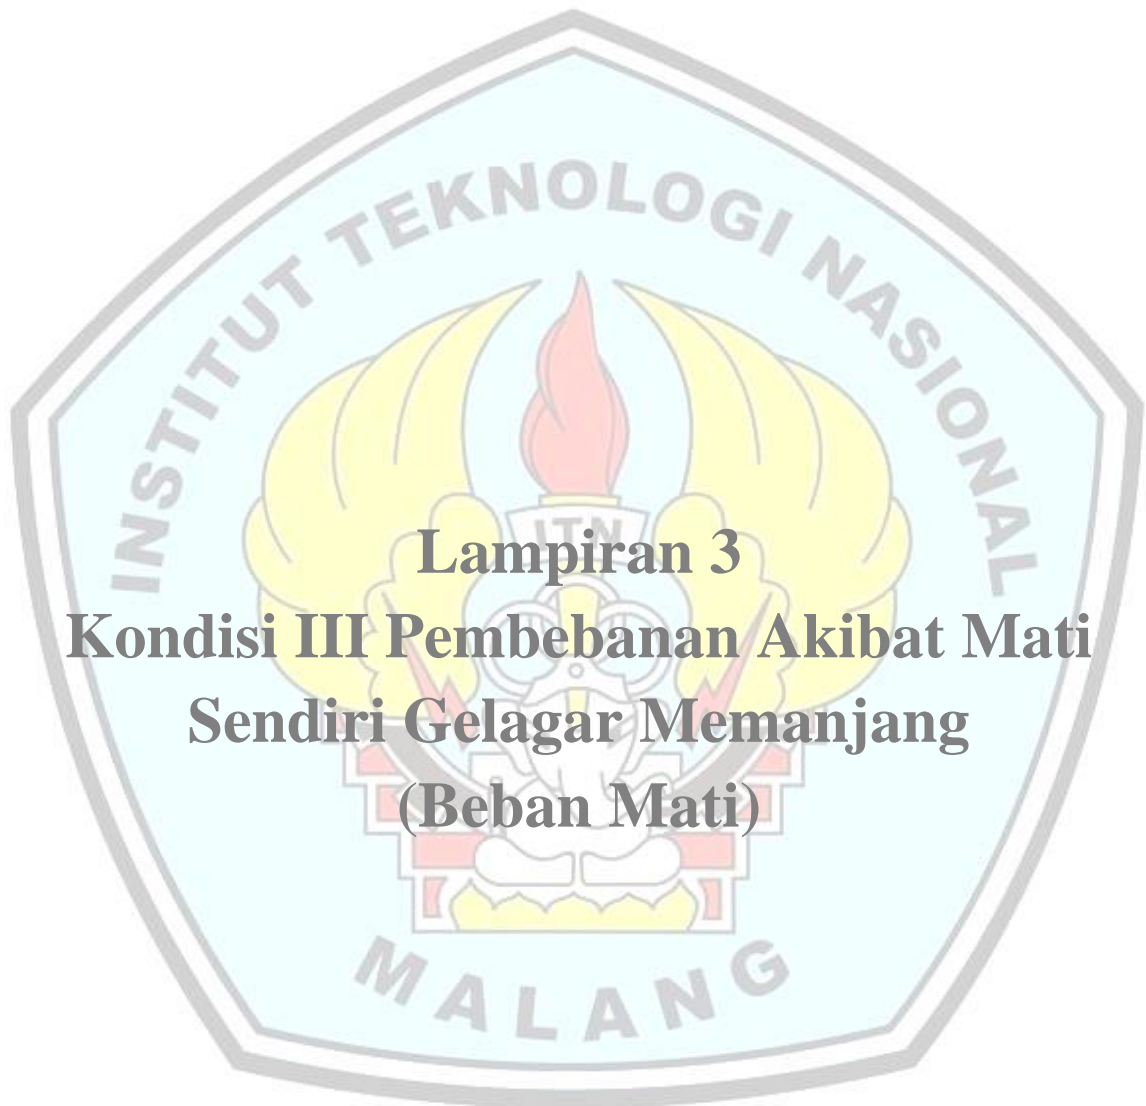 INSTITUT TEKNOLOGI NASIONAL
ITN
Lampiran 3
Kondisi III Pembebanan Akibat Mati
Sendiri Gelagar Memanjang
(Beban Mati)
MALANG